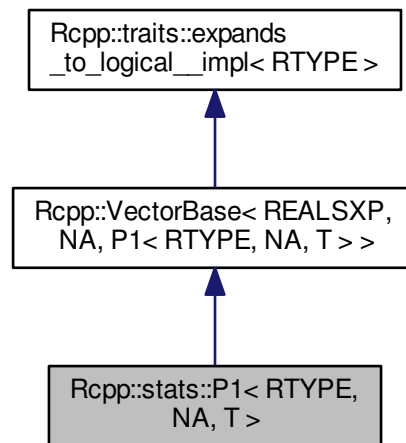 Rcpp::traits::expands
_to_logical__impl< RTYPE >
Rcpp::VectorBase< REALSXP,
NA, P1< RTYPE, NA, T > >
Rcpp::stats::P1< RTYPE,
NA, T >